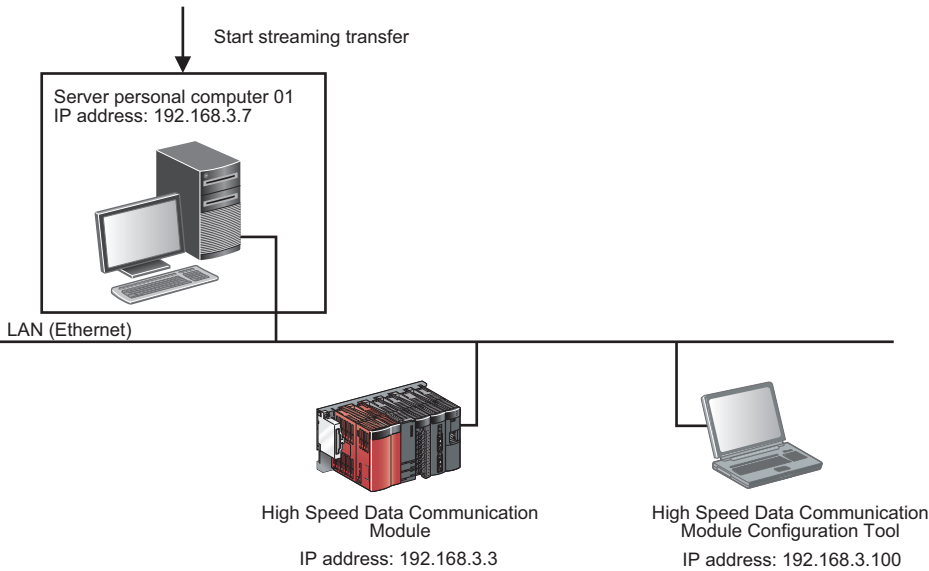 Start streaming transfer
Server personal computer 01
IP address: 192.168.3.7
LAN (Ethernet)
High Speed Data Communication
Module
IP address: 192.168.3.3
High Speed Data Communication
Module Configuration Tool
IP address: 192.168.3.100